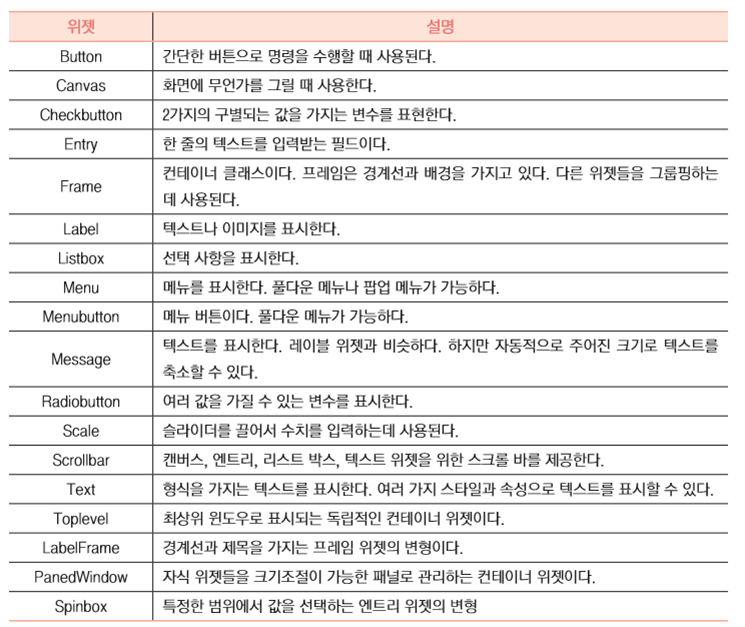 위젯 설명
Button 간단한 버튼으로 명령을 수행할 때 사용된다.
Canvas 화면에 무언가를 그릴 때 사용한다.
Checkbutton 2가지의 구별되는 값을 가지는 변수를 표현한다.
Entry 한 줄의 텍스트를 입력받는 필드이다.
Frame 컨테이너 클래스이다. 프레임은 경계선과 배경을 가지고 있다. 다른 위젯들을 그룹핑하는
데 사용된다.
Label 텍스트나 이미지를 표시한다.
Listbox 선택 사항을 표시한다.
Menu 메뉴를 표시한다. 풀다운 메뉴나 팝업 메뉴가 가능하다.
Menubutton 메뉴 버튼이다. 풀다운 메뉴가 가능하다.
Message 텍스트를 표시한다. 레이블 위젯과 비슷하다. 하지만 자동적으로 주어진 크기로 텍스트를
축소할 수 있다.
Radiobutton 여러 값을 가질 수 있는 변수를 표시한다.
Scale 슬라이더를 끌어서 수치를 입력하는데 사용된다.
Scrollbar 캔버스, 엔트리, 리스트 박스, 텍스트 위젯을 위한 스크롤 바를 제공한다.
Text 형식을 가지는 텍스트를 표시한다. 여러 가지 스타일과 속성으로 텍스트를 표시할 수 있다.
Toplevel 최상위 윈도우로 표시되는 독립적인 컨테이너 위젯이다.
LabelFrame 경계선과 제목을 가지는 프레임 위젯의 변형이다.
PanedWindow 자식 위젯들을 크기조절이 가능한 패널로 관리하는 컨테이너 위젯이다.
Spinbox 특정한 범위에서 값을 선택하는 엔트리 위젯의 변형